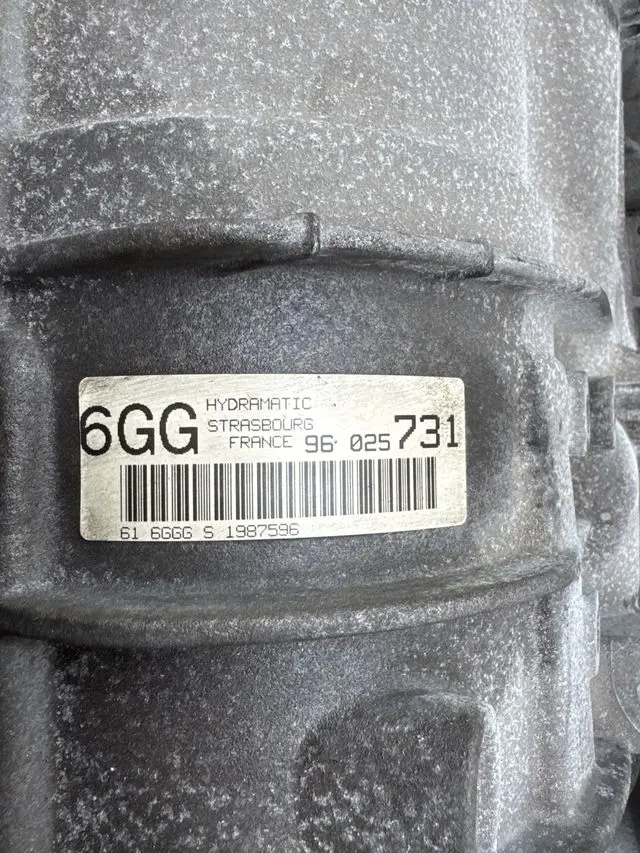 6GG HYDRAMATIC
STRASBOURG
FRANCE 96 025 731
61 6GGG S 1987596